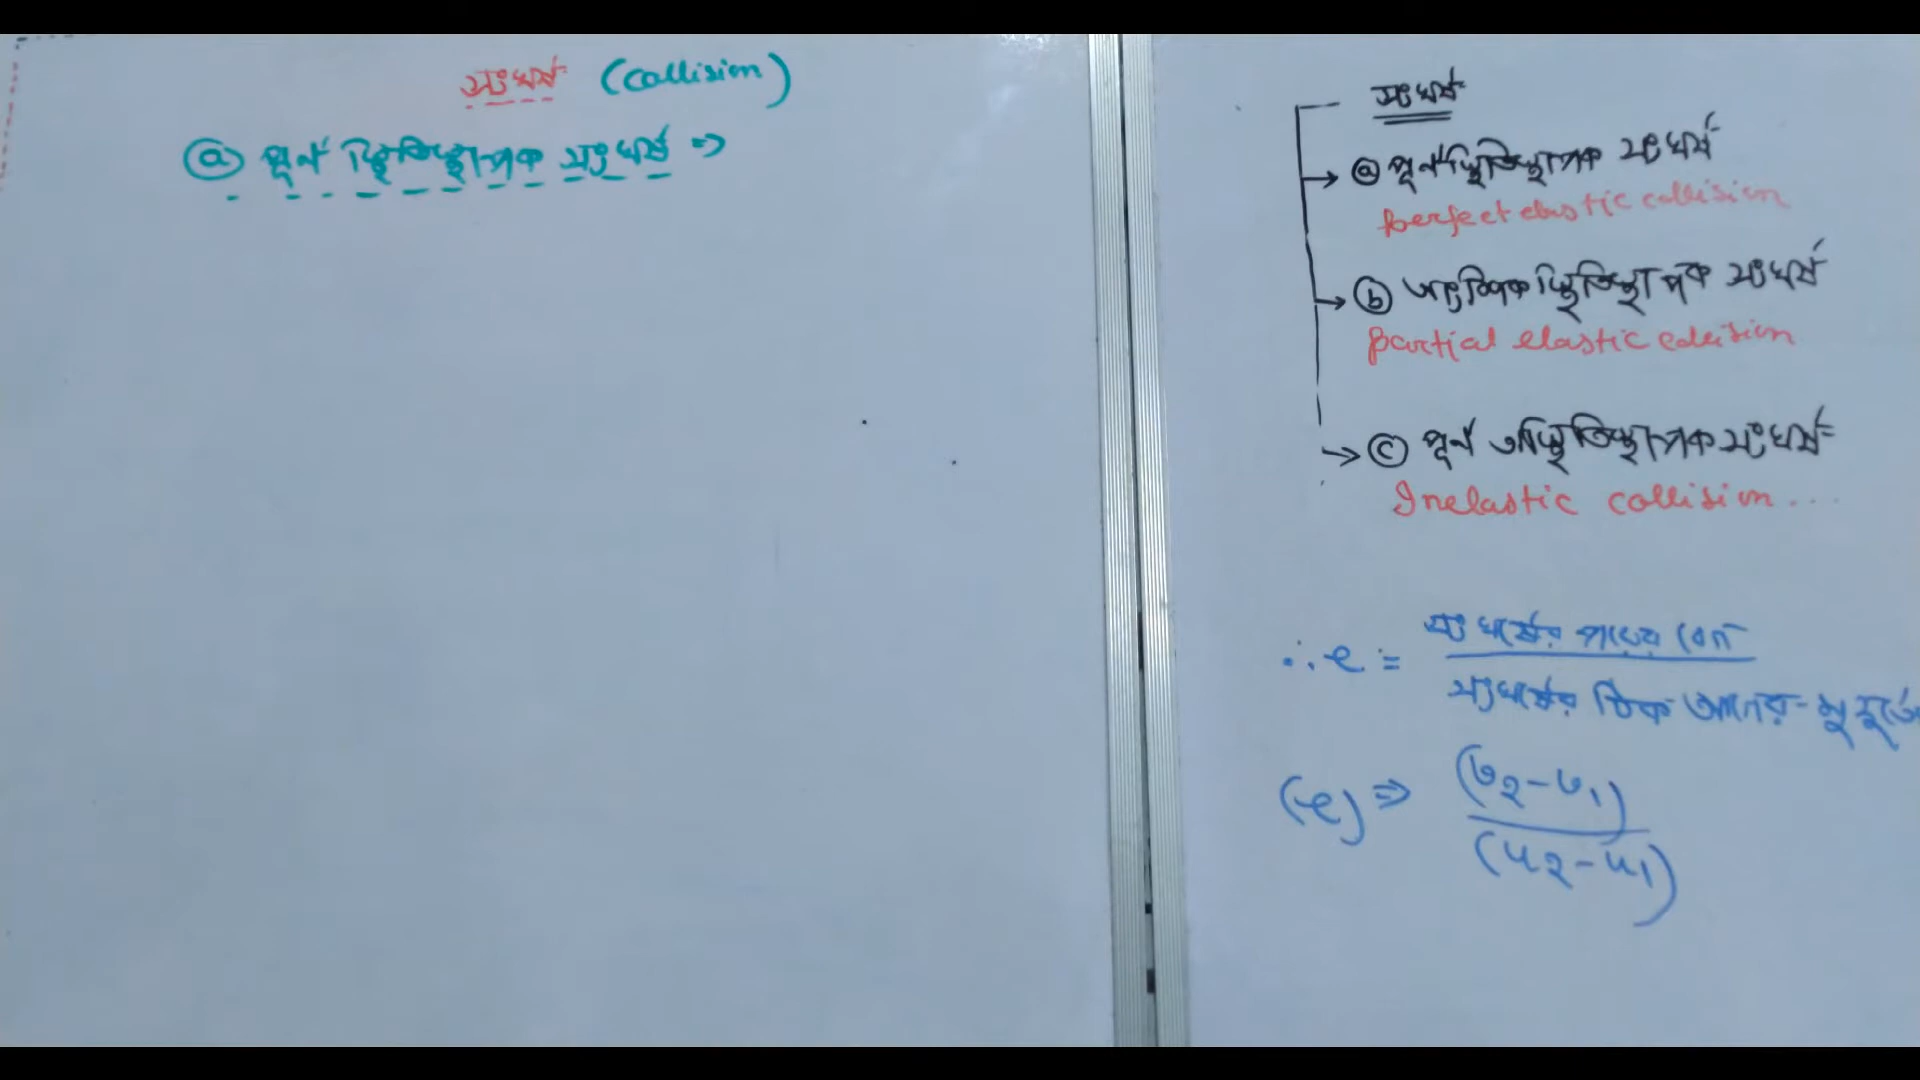 সংঘর্ষ (Collision)
ⓐ পূর্ন স্থিতিস্থাপক সংঘর্ষ ⇒
সংঘর্ষ
→ ⓐ পূর্নস্থিতিস্থাপক সংঘর্ষ
perfect elastic collision
→ ⓑ আংশিক স্থিতিস্থাপক সংঘর্ষ
partial elastic collision
→ ⓒ পূর্ন অস্থিতিস্থাপক সংঘর্ষ
Inelastic collision...
∴ e = সংঘর্ষের পরের বেগ
সংঘর্ষের ঠিক আগের মুহূর্তে
(e) ⇒ (v₂-v₁)
(u₂-u₁)